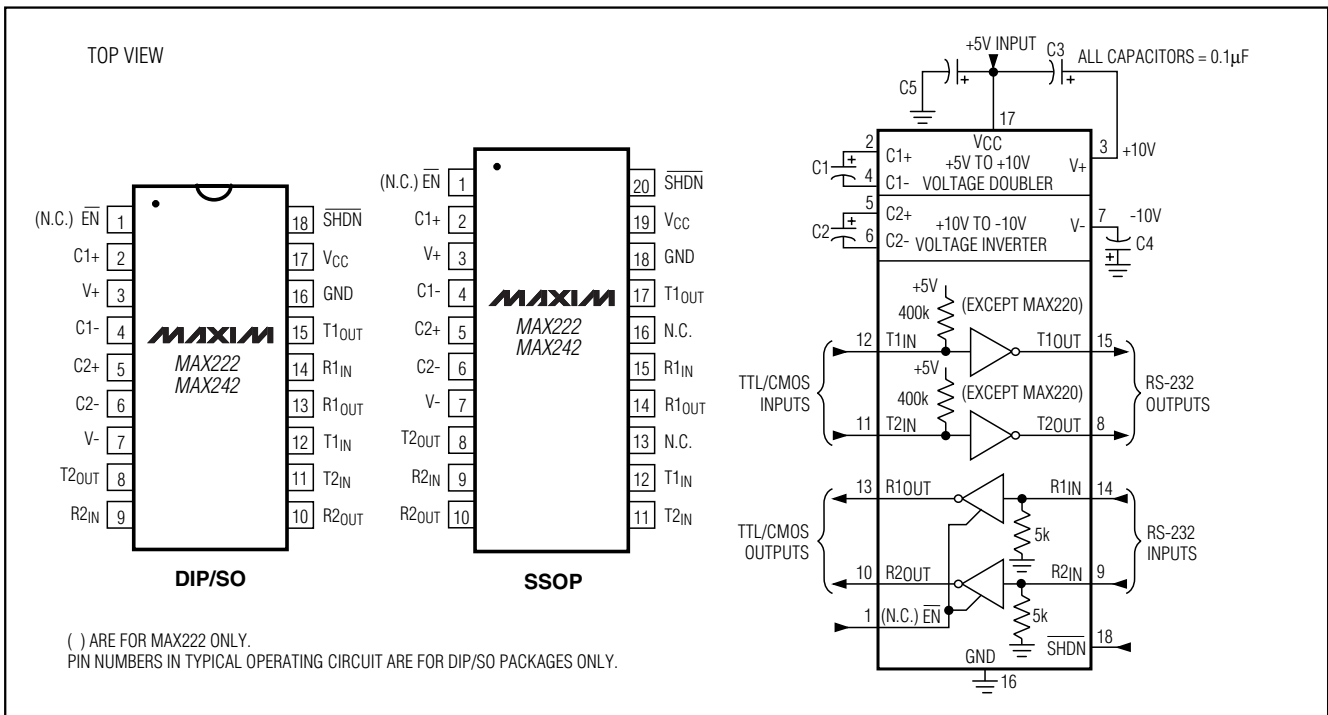 TOP VIEW
(N.C.) EN 1
C1+ 2
V+ 3
C1- 4
C2+ 5
C2- 6
V- 7
T2OUT 8
R2IN 9
18 SHDN
17 VCC
16 GND
15 T1OUT
14 R1IN
13 R1OUT
12 T1IN
11 T2IN
10 R2OUT
MAXIM
MAX222
MAX242
DIP/SO
(N.C.) EN 1
C1+ 2
V+ 3
C1- 4
C2+ 5
C2- 6
V- 7
T2OUT 8
R2IN 9
R2OUT 10
20 SHDN
19 VCC
18 GND
17 T1OUT
16 N.C.
15 R1IN
14 R1OUT
13 N.C.
12 T1IN
11 T2IN
MAXIM
MAX222
MAX242
SSOP
( ) ARE FOR MAX222 ONLY.
PIN NUMBERS IN TYPICAL OPERATING CIRCUIT ARE FOR DIP/SO PACKAGES ONLY.
+5V INPUT
C3
ALL CAPACITORS = 0.1μF
C5
+
+
17
VCC
2
C1+
+5V TO +10V
VOLTAGE DOUBLER
V+
3
+10V
C1
+
4
C1-
5
C2+
+10V TO -10V
VOLTAGE INVERTER
V-
7
-10V
C2
+
6
C2-
C4
+
+5V
400k
(EXCEPT MAX220)
12
T1IN
T1OUT
15
TTL/CMOS
INPUTS
+5V
400k
(EXCEPT MAX220)
RS-232
OUTPUTS
11
T2IN
T2OUT
8
13
R1OUT
R1IN
14
TTL/CMOS
OUTPUTS
5k
RS-232
INPUTS
10
R2OUT
R2IN
9
1
(N.C.) EN
5k
SHDN
18
GND
16